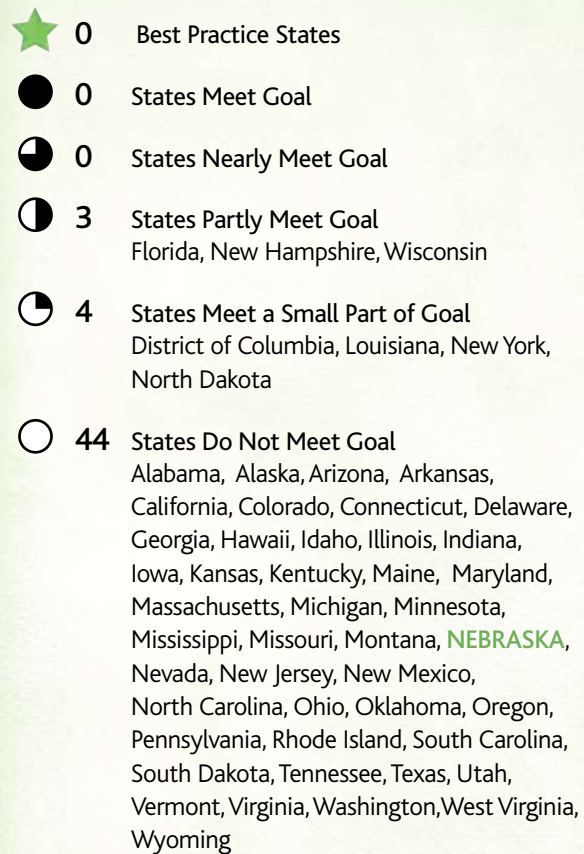 0 Best Practice States
0 States Meet Goal
0 States Nearly Meet Goal
3 States Partly Meet Goal
Florida, New Hampshire, Wisconsin
4 States Meet a Small Part of Goal
District of Columbia, Louisiana, New York,
North Dakota
44 States Do Not Meet Goal
Alabama, Alaska, Arizona, Arkansas,
California, Colorado, Connecticut, Delaware,
Georgia, Hawaii, Idaho, Illinois, Indiana,
Iowa, Kansas, Kentucky, Maine, Maryland,
Massachusetts, Michigan, Minnesota,
Mississippi, Missouri, Montana, NEBRASKA,
Nevada, New Jersey, New Mexico,
North Carolina, Ohio, Oklahoma, Oregon,
Pennsylvania, Rhode Island, South Carolina,
South Dakota, Tennessee, Texas, Utah,
Vermont, Virginia, Washington,West Virginia,
Wyoming